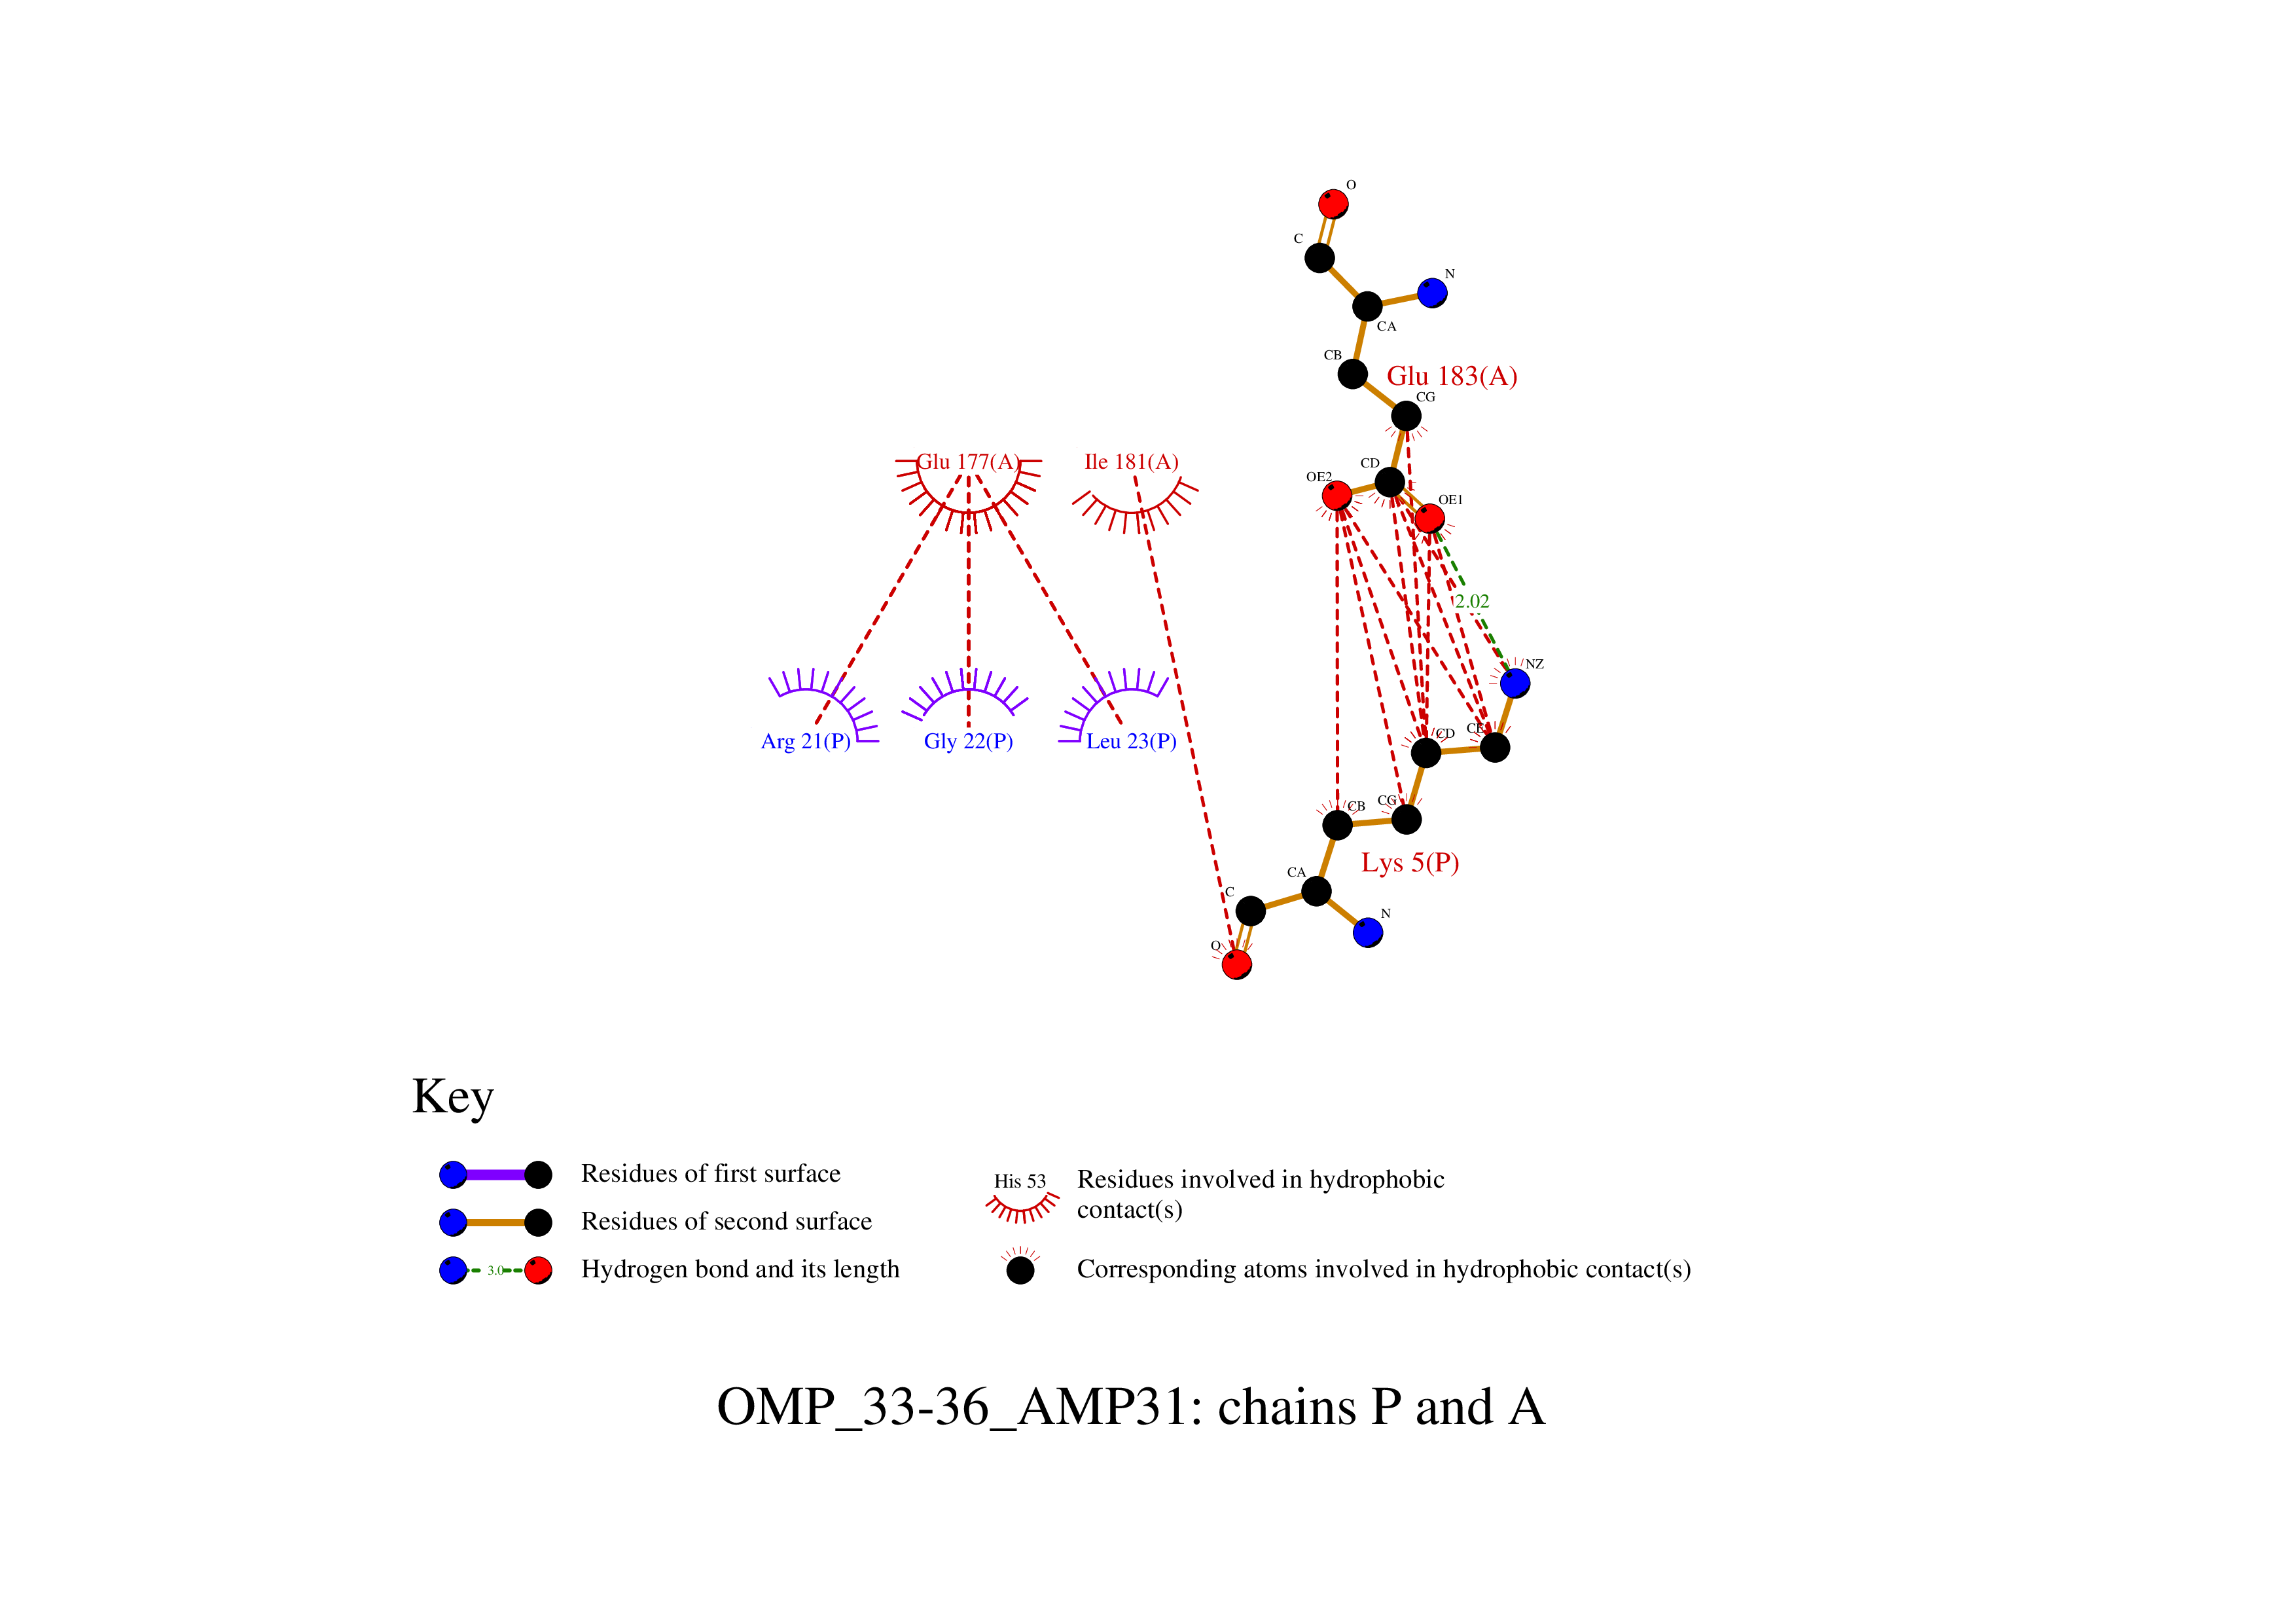 O
C
N
CA
CB
Glu 183(A)
CG
Glu 177(A)
Ile 181(A)
CD
OE2
OE1
2.02
NZ
Arg 21(P)
Gly 22(P)
Leu 23(P)
CD
CE
CB
CG
Lys 5(P)
CA
C
N
O
Key
Residues of first surface
Residues of second surface
3.0
Hydrogen bond and its length
His 53
Residues involved in hydrophobic
contact(s)
Corresponding atoms involved in hydrophobic contact(s)
OMP_33-36_AMP31: chains P and A